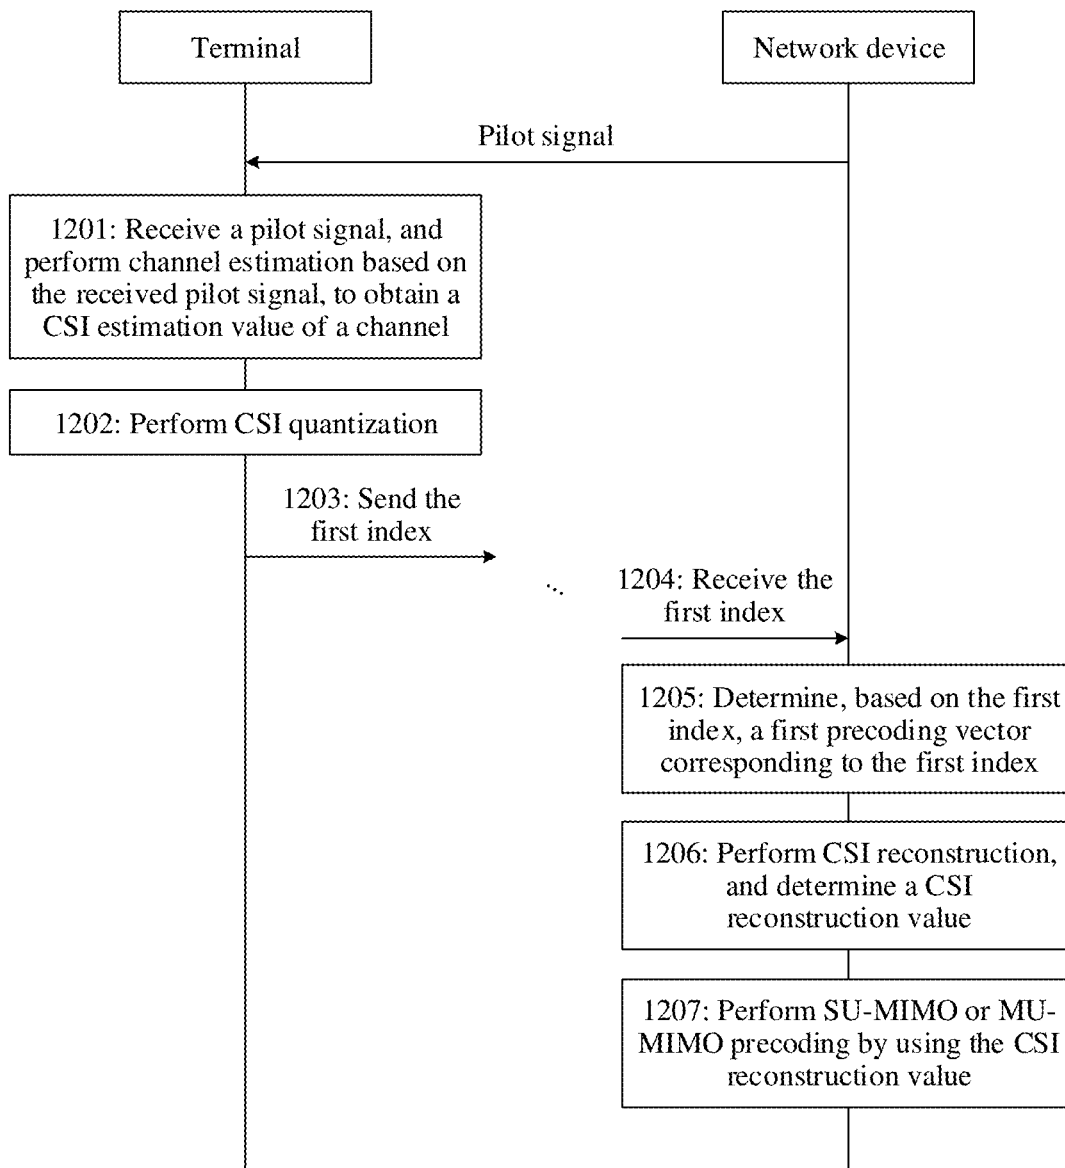 Terminal
Network device
Pilot signal
1201: Receive a pilot signal, and
perform channel estimation based on
the received pilot signal, to obtain a
CSI estimation value of a channel
1202: Perform CSI quantization
1203: Send the
first index
...
1204: Receive the
first index
1205: Determine, based on the first
index, a first precoding vector
corresponding to the first index
1206: Perform CSI reconstruction,
and determine a CSI
reconstruction value
1207: Perform SU-MIMO or MU-
MIMO precoding by using the CSI
reconstruction value